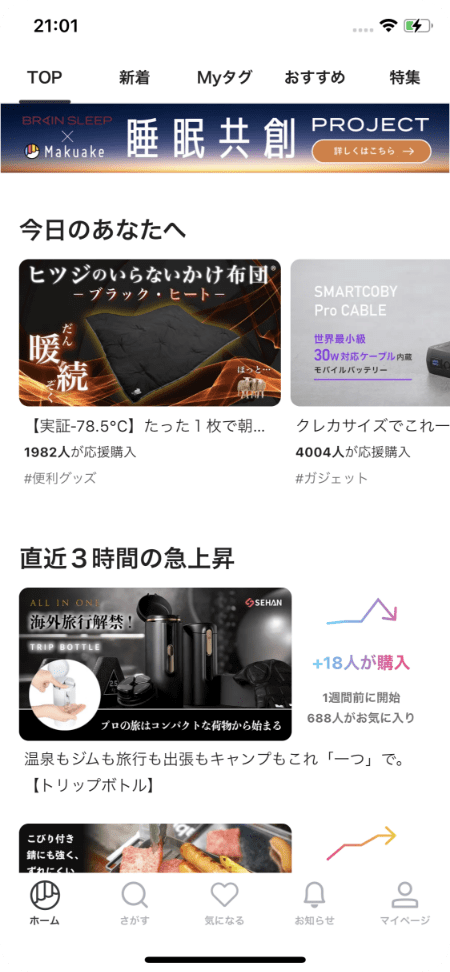 21:01
TOP 新着 Myタグ おすすめ 特集
BRAIN SLEEP
×
Makuake
睡眠共創
PROJECT
詳しくはこちら →
今日のあなたへ
ヒツジのいらないかけ布団®
−ブラック・ヒート−
暖続
だん
ぞく
ほっと…
【実証-78.5°C】たった１枚で朝...
1982人が応援購入
#便利グッズ
SMARTCOBY
Pro CABLE
世界最小級
30W対応ケーブル内蔵
モバイルバッテリー
クレカサイズでこれ一
4004人が応援購入
#ガジェット
直近３時間の急上昇
ALL IN ONE
海外旅行解禁！
TRIP BOTTLE
SEHAN
プロの旅はコンパクトな荷物から始まる
+18人が購入
1週間前に開始
688人がお気に入り
温泉もジムも旅行も出張もキャンプもこれ「一つ」で。
【トリップボトル】
こびり付き
錆にも強く、
ずれにくい
ホーム さがす 気になる お知らせ マイページ